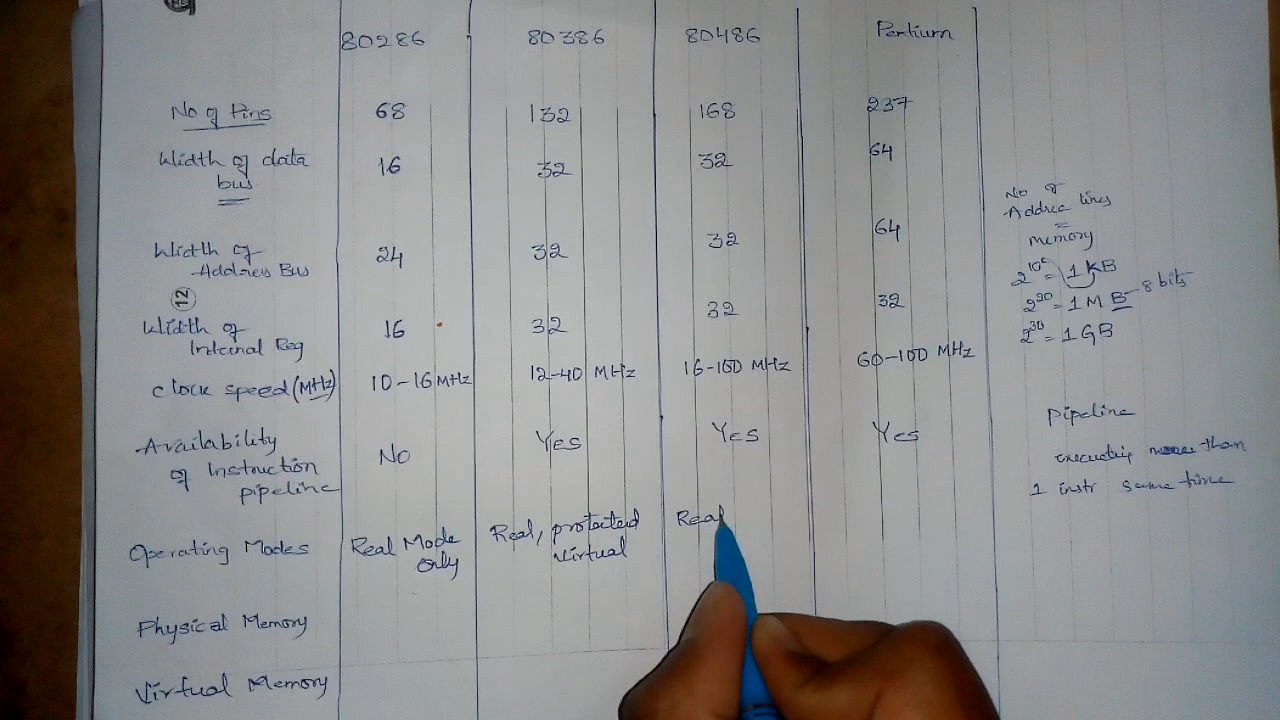 80286 80386 80486 Pentium
No of Pins 68 132 168 237
Width of data 16 32 32 64
bus
Width of 24 32 32 64
Address Bus
12
Width of 16 32 32 32
Internal Reg
Clock speed (MHz) 10-16 MHz 12-40 MHz 16-100 MHz 60-100 MHz
Availability No Yes Yes Yes
of Instruction
pipeline
Operating Modes Real Mode Real, protected Real
only virtual
Physical Memory
Virtual Memory
No of
Addres lines
=
memory
2^10 = 1 KB
2^20 = 1 MB - 8 bits
2^30 = 1 GB
Pipeline
executing more than
1 instr same time